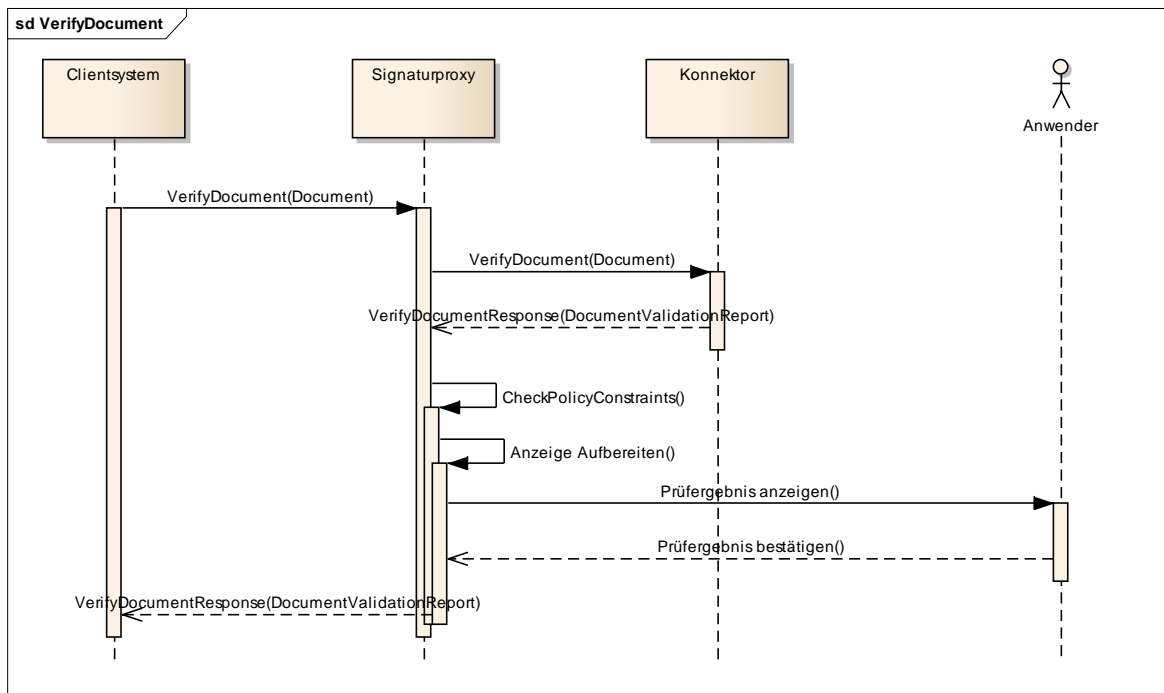 sd VerifyDocument
Clientsystem
Signaturproxy
Konnektor
Anwender
VerifyDocument(Document)
VerifyDocument(Document)
VerifyDocumentResponse(DocumentValidationReport)
CheckPolicyConstraints()
Anzeige Aufbereiten()
Prüfergebnis anzeigen()
Prüfergebnis bestätigen()
VerifyDocumentResponse(DocumentValidationReport)